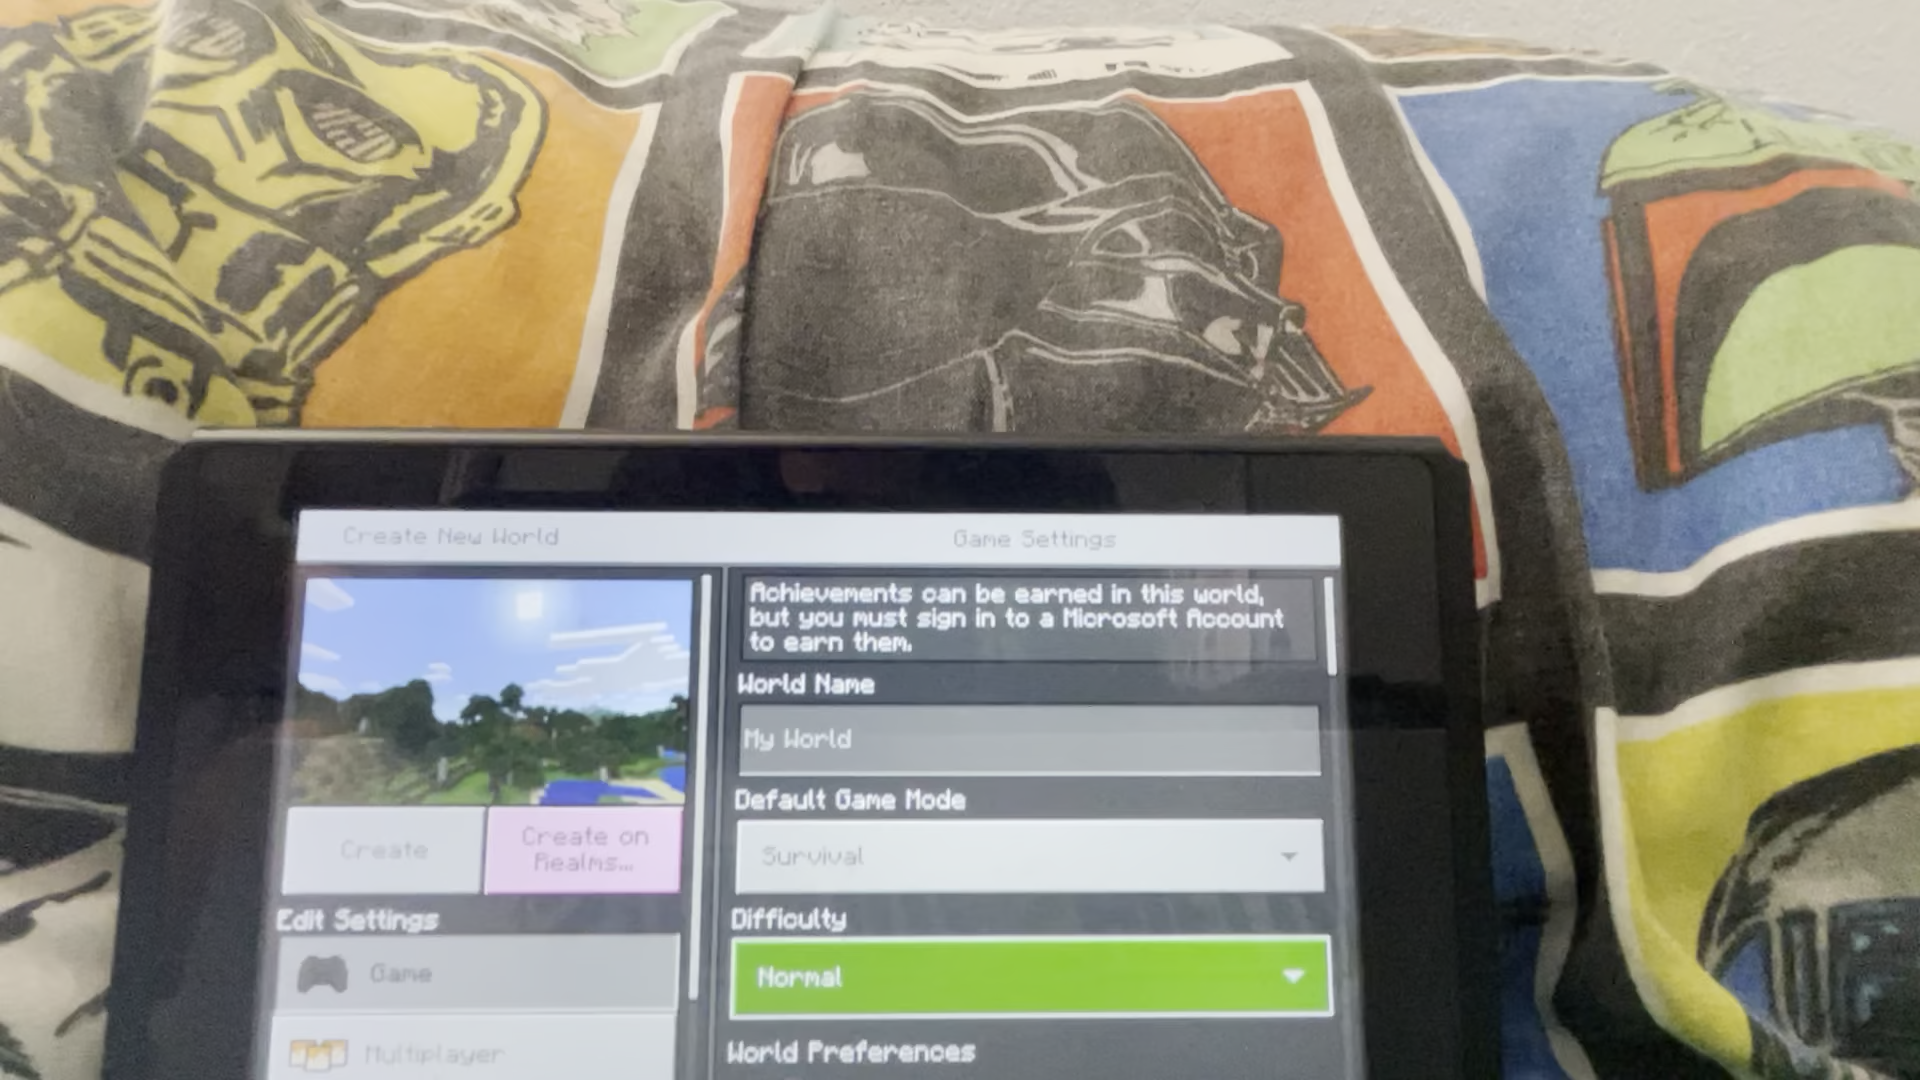 Create New World
Game Settings
Achievements can be earned in this world,
but you must sign in to a Microsoft Account
to earn them.
World Name
My World
Default Game Mode
Survival
Create
Create on
Realms...
Edit Settings
Difficulty
Game
Normal
Multiplayer
World Preferences